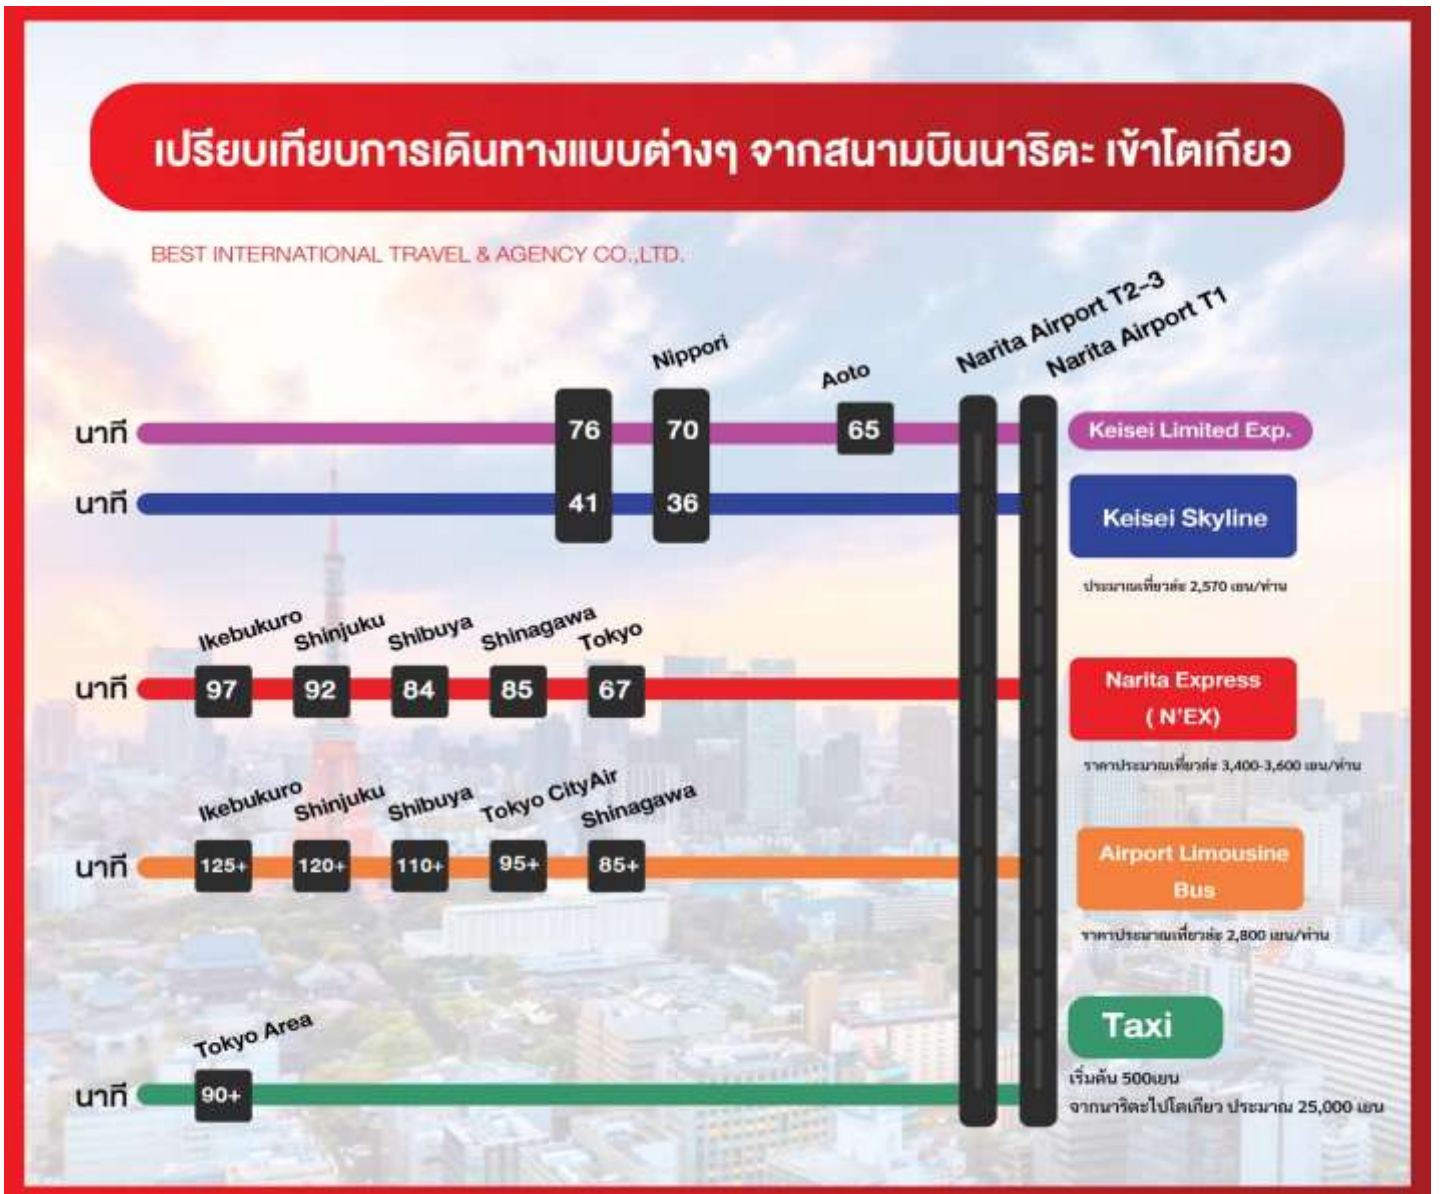 เปรียบเทียบการเดินทางแบบต่างๆ จากสนามบินนาริตะ เข้าโตเกียว
BEST INTERNATIONAL TRAVEL & AGENCY CO.,LTD.
Nippori
Aoto
Narita Airport T2-3
Narita Airport T1
นาที 76 70 65 Keisei Limited Exp.
นาที 41 36 Keisei Skyline
ประมาณเที่ยวล่ะ 2,570 เยน/ท่าน
Ikebukuro Shinjuku Shibuya Shinagawa Tokyo
นาที 97 92 84 85 67
Narita Express
( N'EX)
ราคาประมาณเที่ยวล่ะ 3,400-3,600 เยน/ท่าน
Ikebukuro Shinjuku Shibuya Tokyo CityAir Shinagawa
นาที 125+ 120+ 110+ 95+ 85+
Airport Limousine
Bus
ราคาประมาณเที่ยวล่ะ 2,800 เยน/ท่าน
Tokyo Area
นาที 90+
Taxi
เริ่มต้น 500เยน
จากนาริตะไปโตเกียว ประมาณ 25,000 เยน